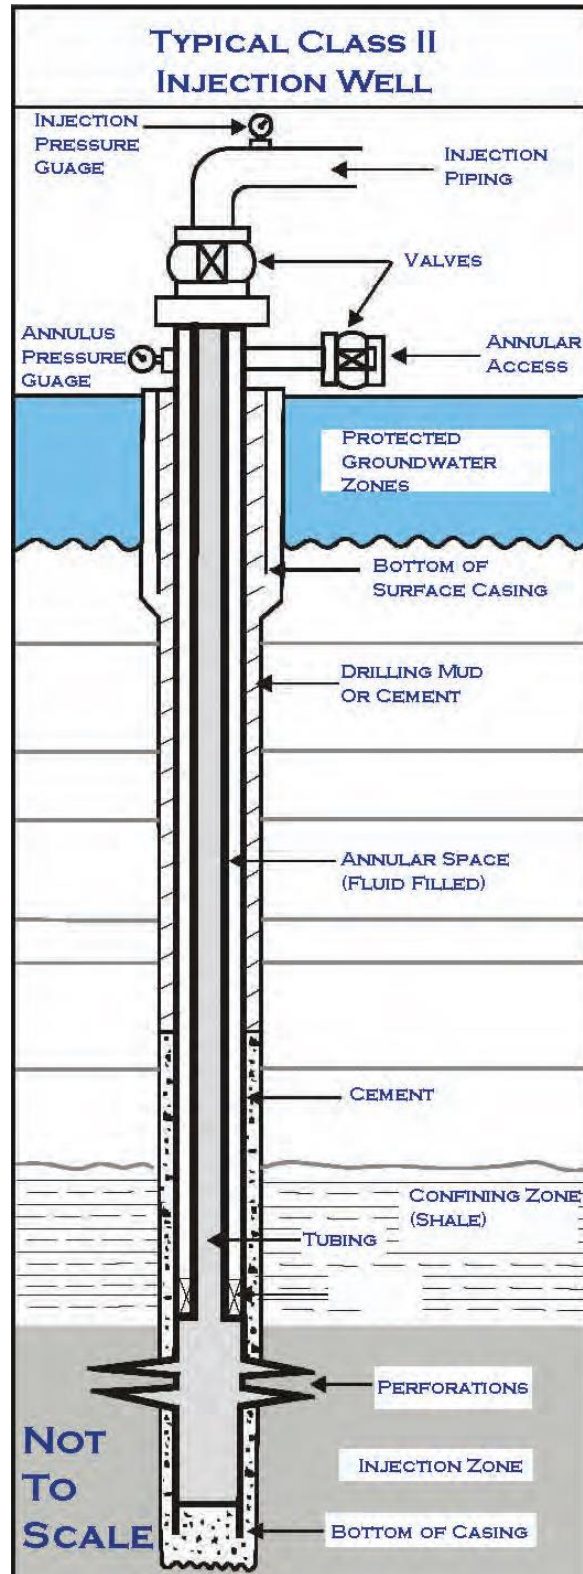 TYPICAL CLASS II
INJECTION WELL
INJECTION
PRESSURE
GUAGE
INJECTION
PIPING
VALVES
ANNULUS
PRESSURE
GUAGE
ANNULAR
ACCESS
PROTECTED
GROUNDWATER
ZONES
BOTTOM OF
SURFACE CASING
DRILLING MUD
OR CEMENT
ANNULAR SPACE
(FLUID FILLED)
CEMENT
CONFINING ZONE
(SHALE)
TUBING
PERFORATIONS
INJECTION ZONE
BOTTOM OF CASING
NOT
TO
SCALE